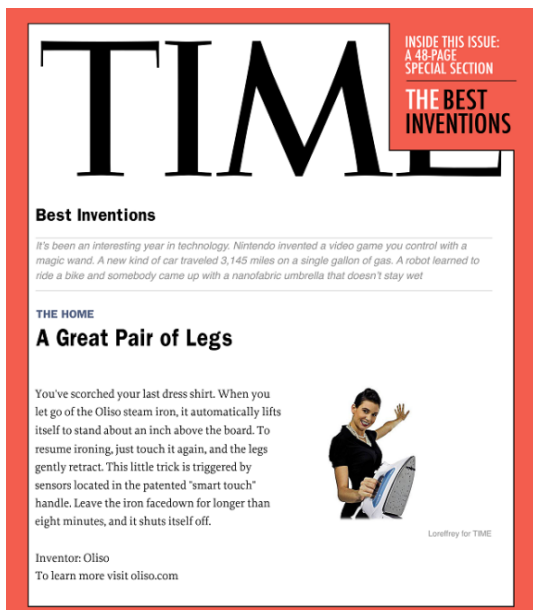 TIME
INSIDE THIS ISSUE:
A 48-PAGE
SPECIAL SECTION
THE BEST
INVENTIONS
Best Inventions
It's been an interesting year in technology. Nintendo invented a video game you control with a
magic wand. A new kind of car traveled 3,145 miles on a single gallon of gas. A robot learned to
ride a bike and somebody came up with a nanofabric umbrella that doesn't stay wet
THE HOME
A Great Pair of Legs
You've scorched your last dress shirt. When you
let go of the Oliso steam iron, it automatically lifts
itself to stand about an inch above the board. To
resume ironing, just touch it again, and the legs
gently retract. This little trick is triggered by
sensors located in the patented "smart touch"
handle. Leave the iron facedown for longer than
eight minutes, and it shuts itself off.
Loreffrey for TIME
Inventor: Oliso
To learn more visit oliso.com